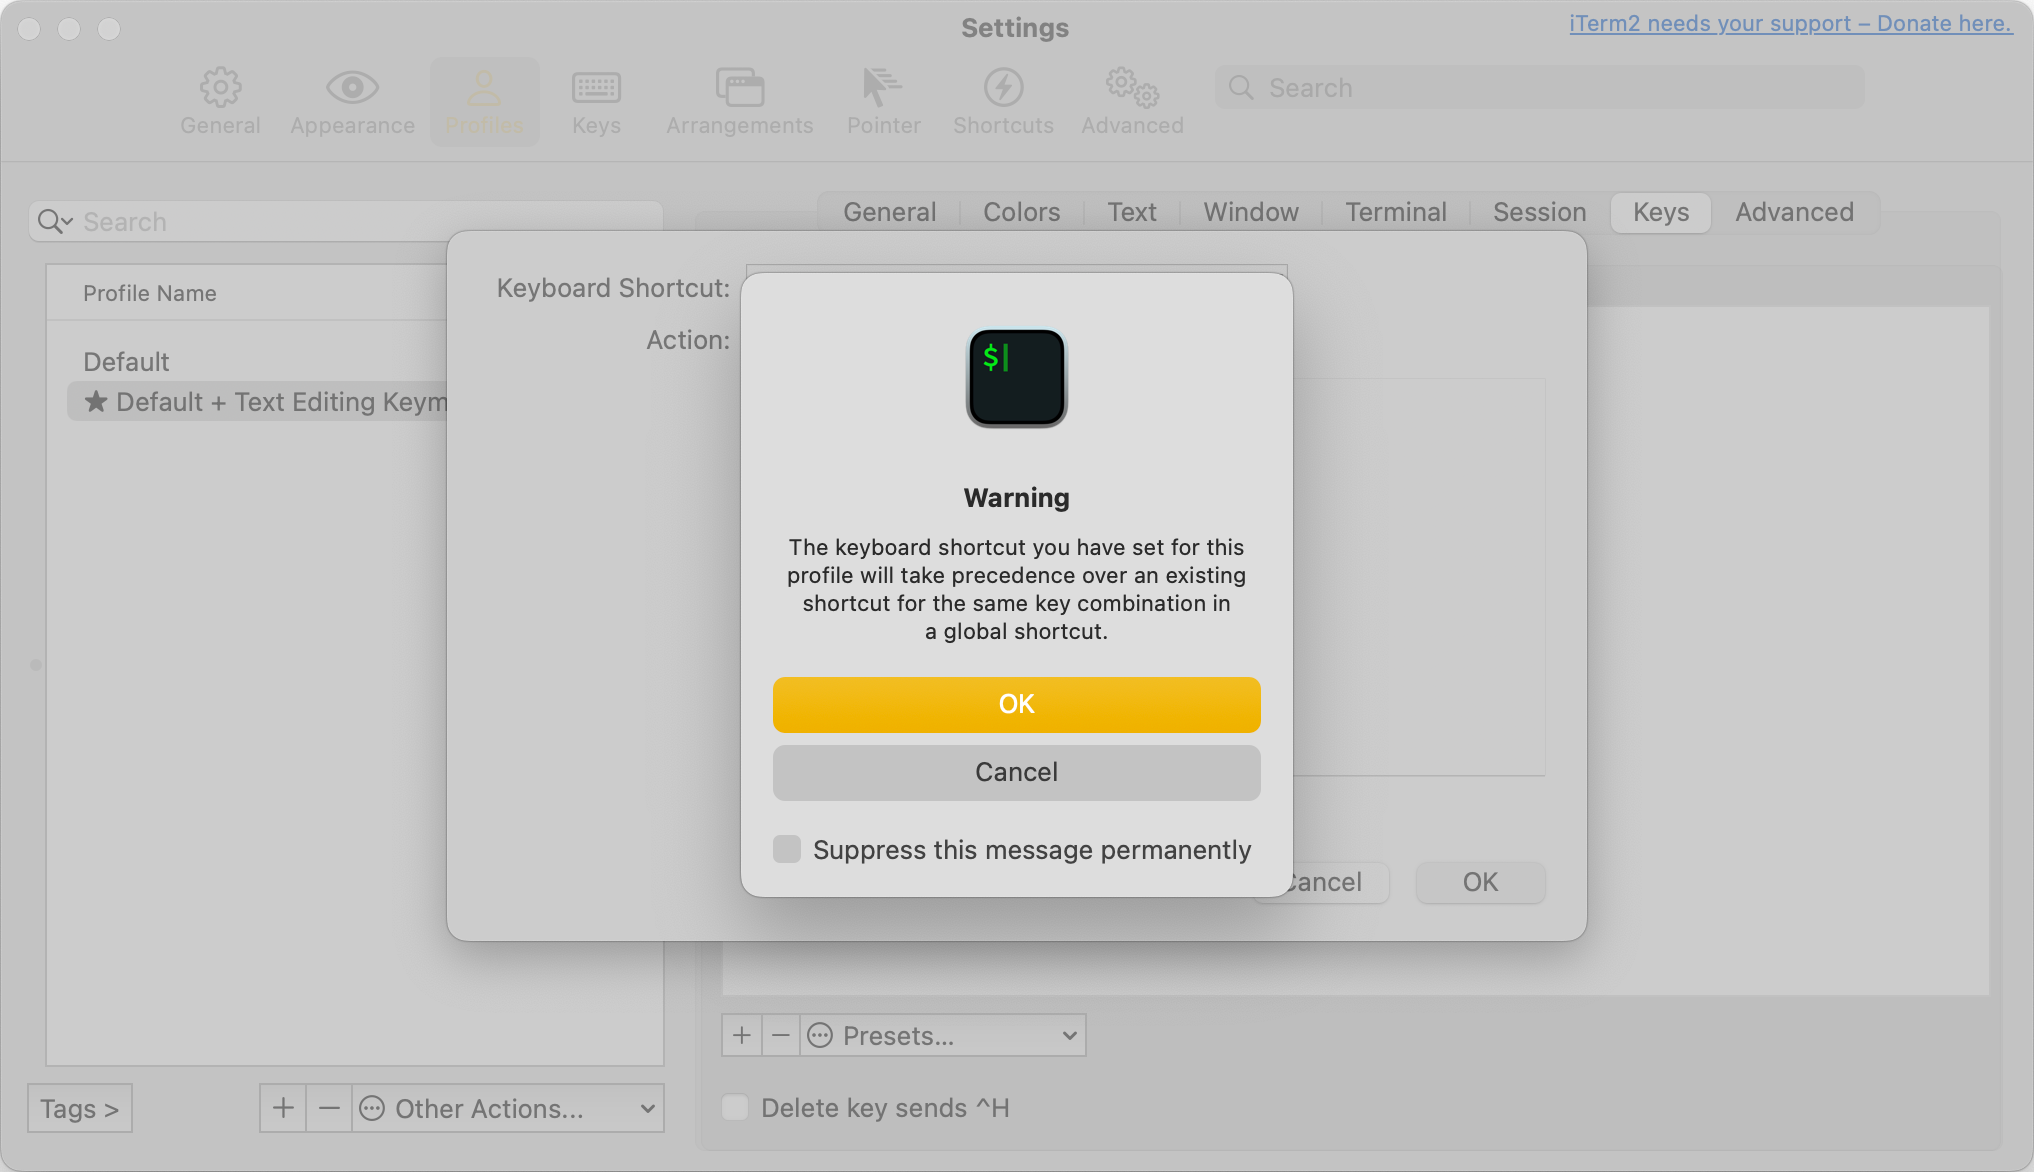 Settings
iTerm2 needs your support – Donate here.
General
Appearance
Profiles
Keys
Arrangements
Pointer
Shortcuts
Advanced
Search
Search
General
Colors
Text
Window
Terminal
Session
Keys
Advanced
Profile Name
Default
★ Default + Text Editing Keym
Keyboard Shortcut:
Action:
$
Warning
The keyboard shortcut you have set for this
profile will take precedence over an existing
shortcut for the same key combination in
a global shortcut.
OK
Cancel
Suppress this message permanently
Cancel
OK
+ − Presets...
Delete key sends ^H
Tags >
+ − Other Actions...